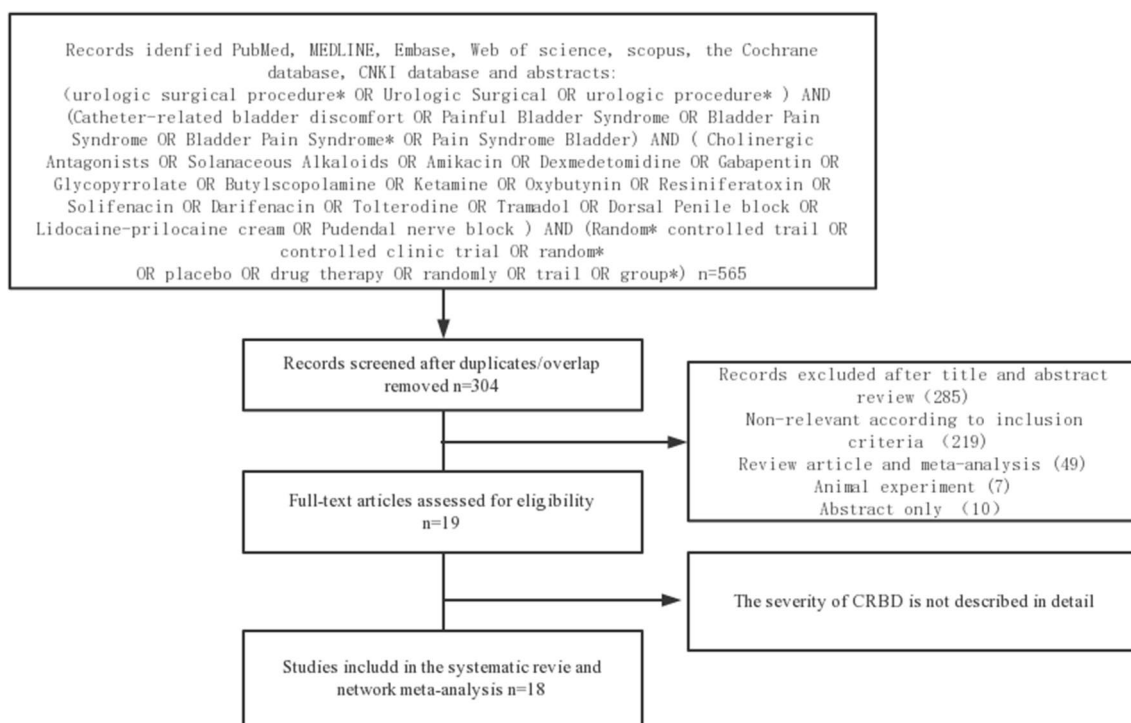 Records idenfied PubMed, MEDLINE, Embase, Web of science, scopus, the Cochrane
database, CNKI database and abstracts:
(urologic surgical procedure* OR Urologic Surgical OR urologic procedure* ) AND
(Catheter-related bladder discomfort OR Painful Bladder Syndrome OR Bladder Pain
Syndrome OR Bladder Pain Syndrome* OR Pain Syndrome Bladder) AND ( Cholinergic
Antagonists OR Solanaceous Alkaloids OR Amikacin OR Dexmedetomidine OR Gabapentin OR
Glycopyrrolate OR Butylscopolamine OR Ketamine OR Oxybutynin OR Resiniferatoxin OR
Solifenacin OR Darifenacin OR Tolterodine OR Tramadol OR Dorsal Penile block OR
Lidocaine-prilocaine cream OR Pudendal nerve block ) AND (Random* controlled trail OR
controlled clinic trial OR random*
OR placebo OR drug therapy OR randomly OR trail OR group*) n=565
Records screened after duplicates/overlap
removed n=304
Records excluded after title and abstract
review (285)
Non-relevant according to inclusion
criteria (219)
Review article and meta-analysis (49)
Animal experiment (7)
Abstract only (10)
Full-text articles assessed for eligibility
n=19
The severity of CRBD is not described in detail
Studies includd in the systematic revie and
network meta-analysis n=18